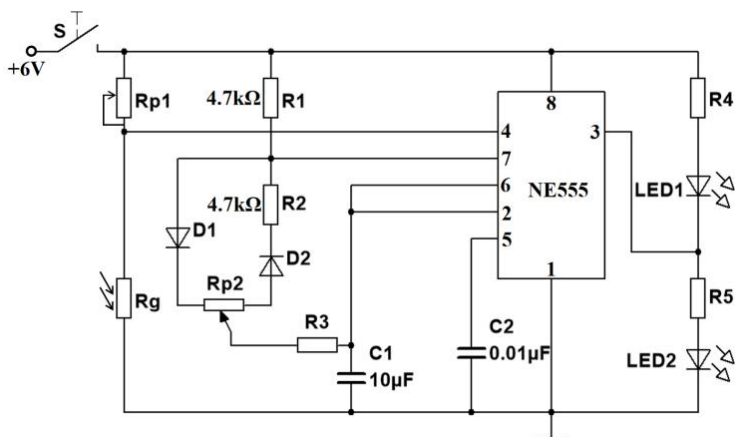 S
+6V
Rp1
4.7kΩ R1
8
R4
4
3
7
6
NE555
LED1
4.7kΩ R2
2
D1
5
D2
Rp2
1
Rg
R5
R3
C2
C1
0.01μF
LED2
10μF